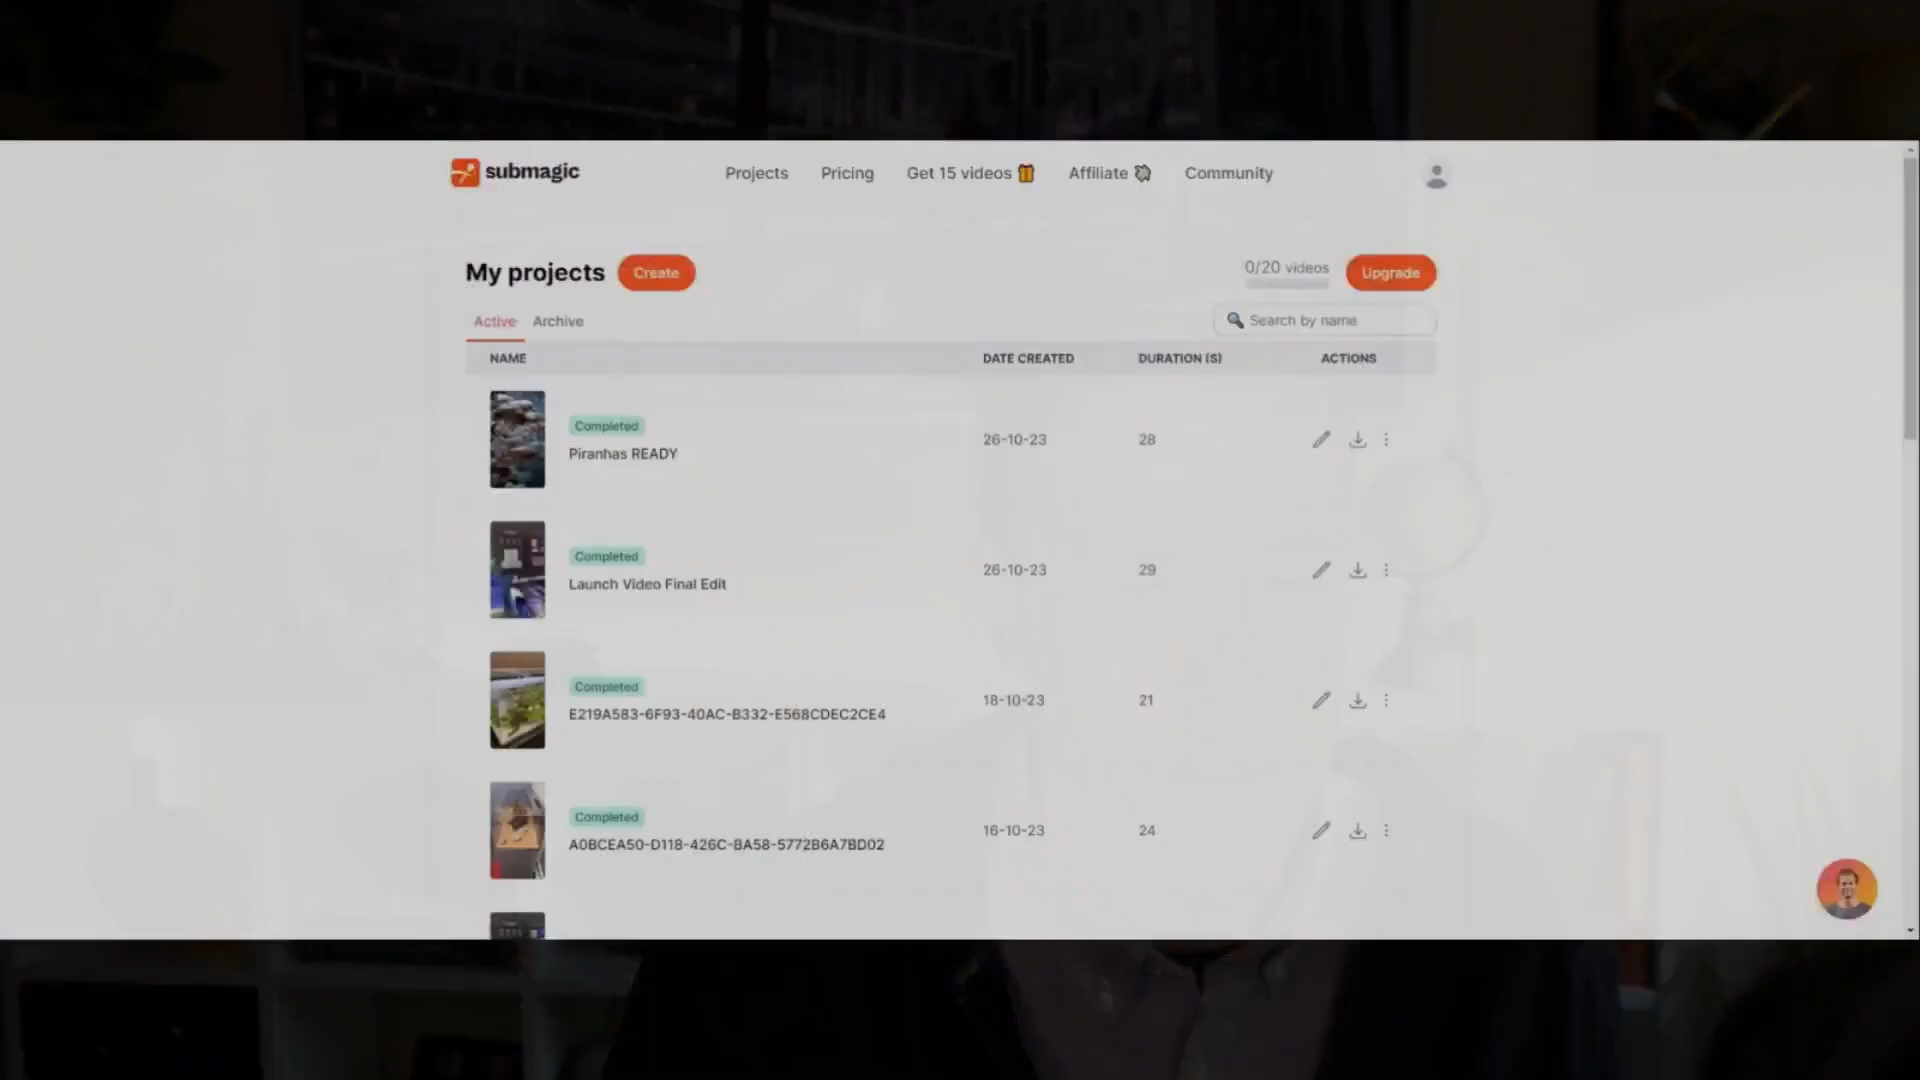 submagic
Projects
Pricing
Get 15 videos
Affiliate
Community
My projects
Create
0/20 videos
Upgrade
Active
Archive
Search by name
NAME
DATE CREATED
DURATION (S)
ACTIONS
Completed
Piranhas READY
26-10-23
28
Completed
Launch Video Final Edit
26-10-23
29
Completed
E219A583-6F93-40AC-B332-E568CDEC2CE4
18-10-23
21
Completed
A0BCEA50-D118-426C-BA58-5772B6A7BD02
16-10-23
24